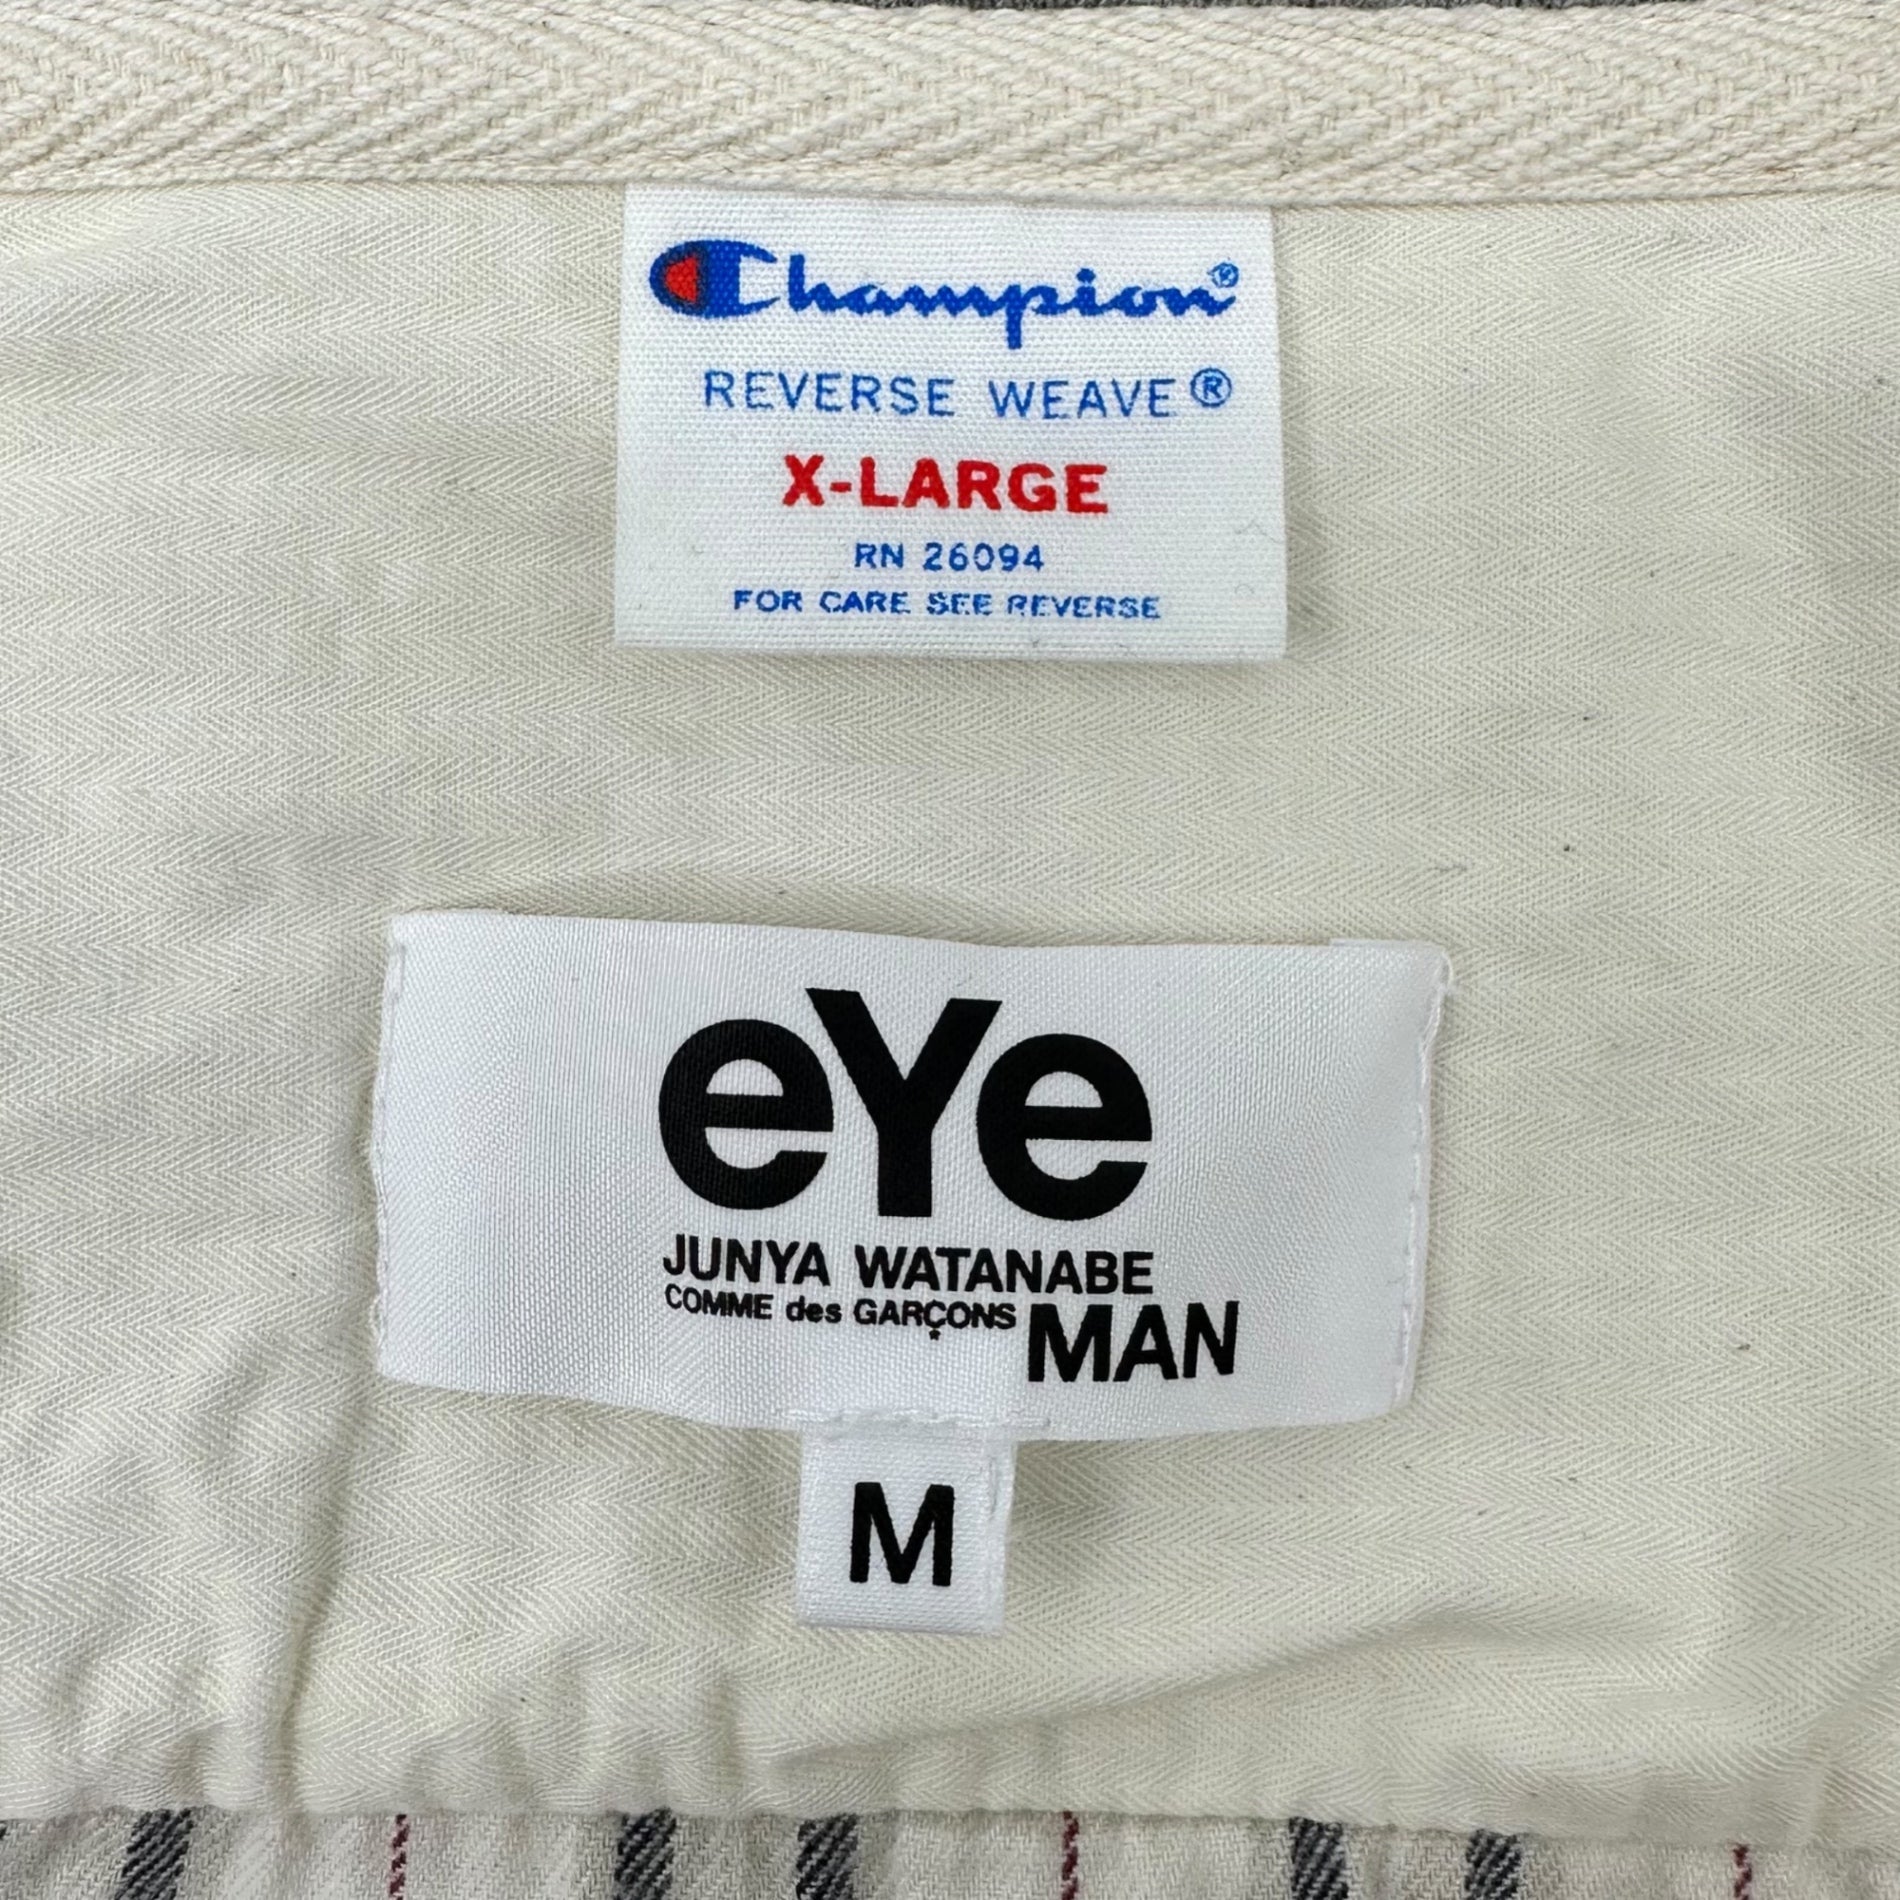 Champion®
REVERSE WEAVE®
X-LARGE
RN 26094
FOR CARE SEE REVERSE
eYe
JUNYA WATANABE
COMME des GARÇONS MAN
M